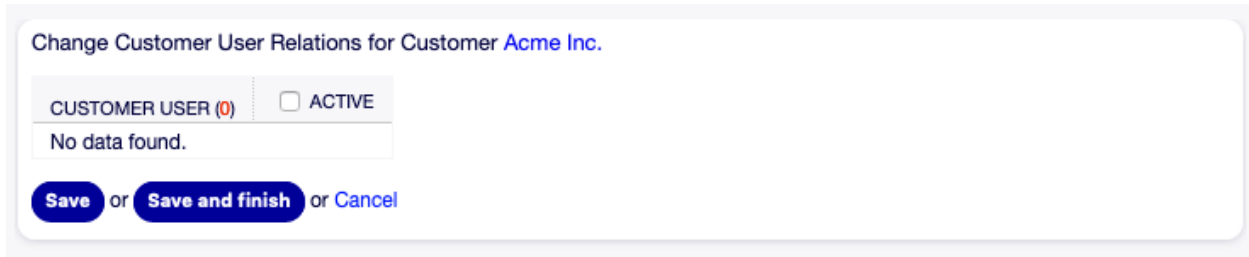 Change Customer User Relations for Customer Acme Inc.
CUSTOMER USER (0) ACTIVE
No data found.
Save or Save and finish or Cancel